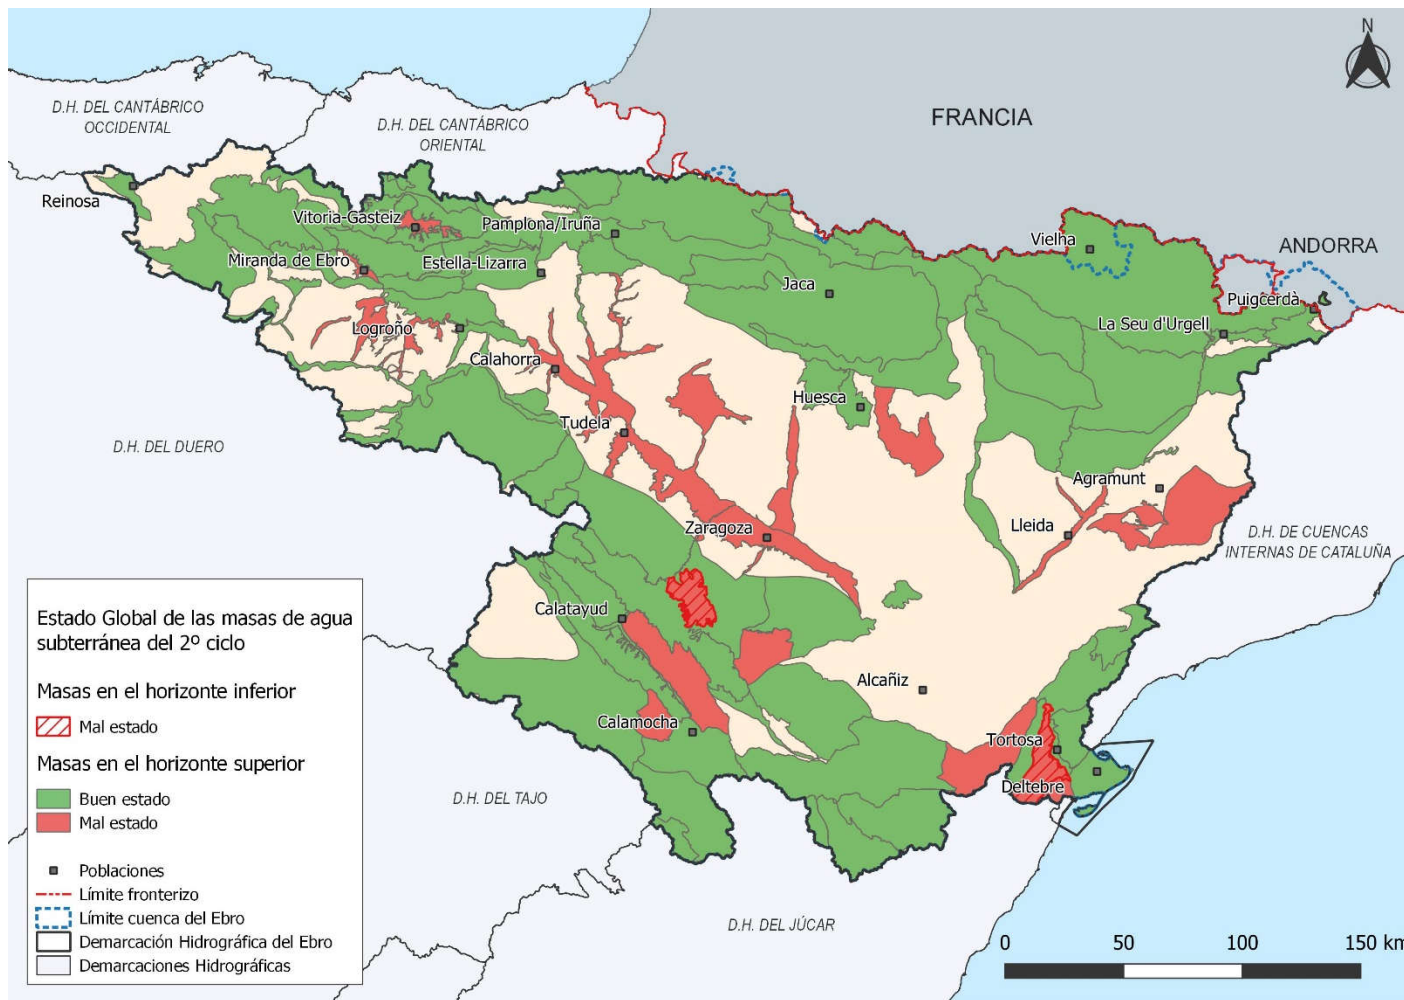 N
FRANCIA
D.H. DEL CANTÁBRICO
OCCIDENTAL
D.H. DEL CANTÁBRICO
ORIENTAL
Reinosa
Vitoria-Gasteiz
Pamplona/Iruña
Vielha
ANDORRA
Miranda de Ebro
Estella-Lizarra
Jaca
Puigcerdà
La Seu d'Urgell
Logroño
Calahorra
Huesca
Tudela
D.H. DEL DUERO
Agramunt
Zaragoza
Lleida
D.H. DE CUENCAS
INTERNAS DE CATALUÑA
Calatayud
Alcañiz
Calamocha
Tortosa
Deltebre
D.H. DEL TAJO
D.H. DEL JÚCAR
Estado Global de las masas de agua
subterránea del 2º ciclo
Masas en el horizonte inferior
Mal estado
Masas en el horizonte superior
Buen estado
Mal estado
Poblaciones
Límite fronterizo
Límite cuenca del Ebro
Demarcación Hidrográfica del Ebro
Demarcaciones Hidrográficas
0 50 100 150 km